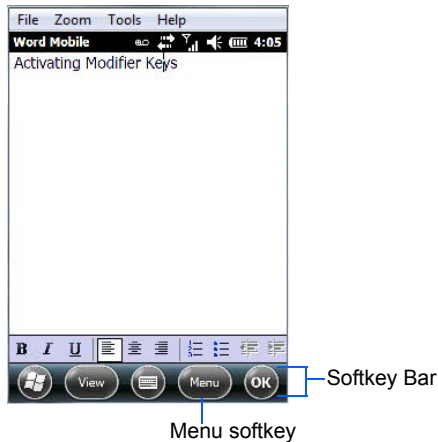 File Zoom Tools Help
Word Mobile 4:05
Activating Modifier Keys
B I U
View Menu OK
Softkey Bar
Menu softkey